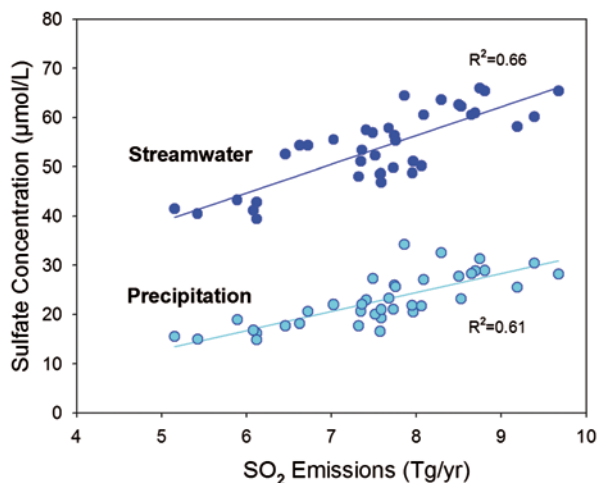 80
70
60
50
40
30
20
10
0
Sulfate Concentration (µmol/L)
R²=0.66
Streamwater
Precipitation
R²=0.61
4 5 6 7 8 9 10
SO₂ Emissions (Tg/yr)